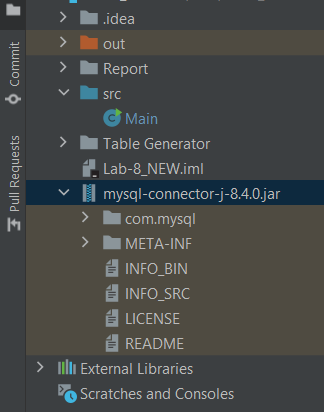 .idea
out
Report
src
Main
Table Generator
Lab-8_NEW.iml
mysql-connector-j-8.4.0.jar
com.mysql
META-INF
INFO_BIN
INFO_SRC
LICENSE
README
External Libraries
Scratches and Consoles
Commit
Pull Requests